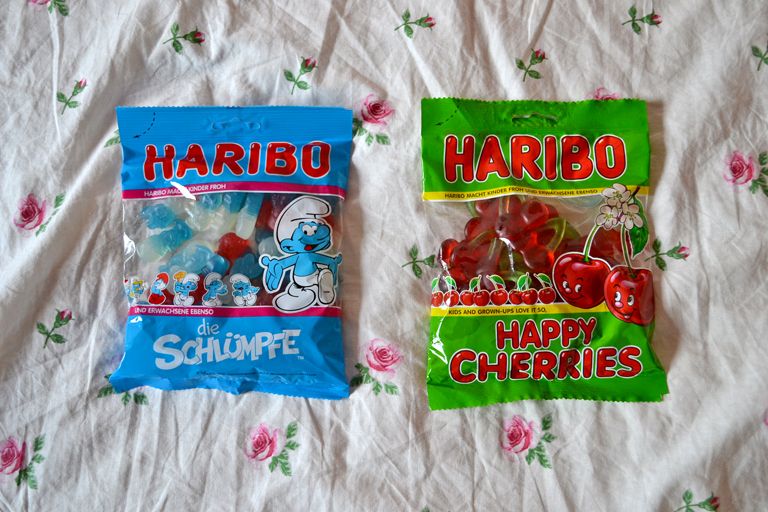 HARIBO
HARIBO MACHT KINDER FROH
UND ERWACHSENE EBENSO
die
SCHLÜMPFE™
HARIBO
HARIBO MACHT KINDER FROH UND ERWACHSENE EBENSO
KIDS AND GROWN-UPS LOVE IT SO,
HAPPY
CHERRIES